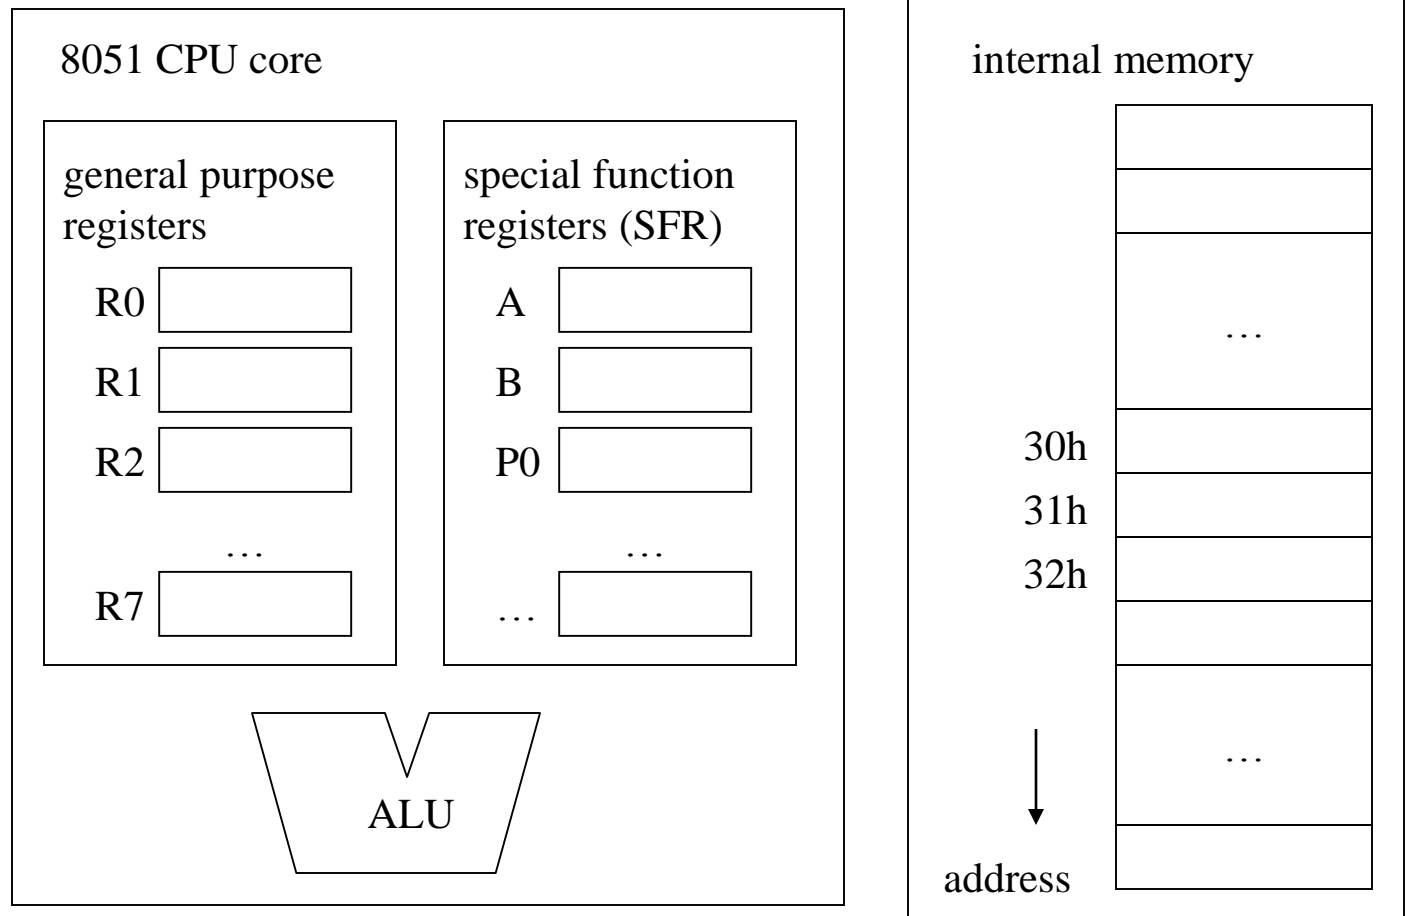 8051 CPU core
general purpose
registers
R0
R1
R2
…
R7
special function
registers (SFR)
A
B
P0
…
…
ALU
internal memory
…
30h
31h
32h
…
address